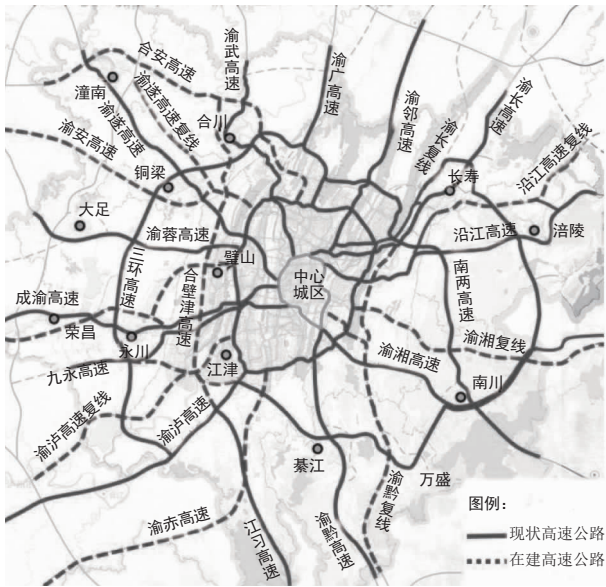 合安高速
渝武高速
渝广高速
渝遂高速复线
潼南
渝邻高速
渝长高速
渝遂高速
渝长复线
合川
渝安高速
沿江高速复线
铜梁
长寿
大足
渝蓉高速
沿江高速
涪陵
三环高速
璧山
合璧津高速
中心
城区
南两高速
成渝高速
荣昌
永川
渝湘复线
江津
渝湘高速
九永高速
南川
渝泸高速复线
渝泸高速
綦江
万盛
渝黔复线
渝赤高速
江习高速
渝黔高速
图例：
现状高速公路
在建高速公路